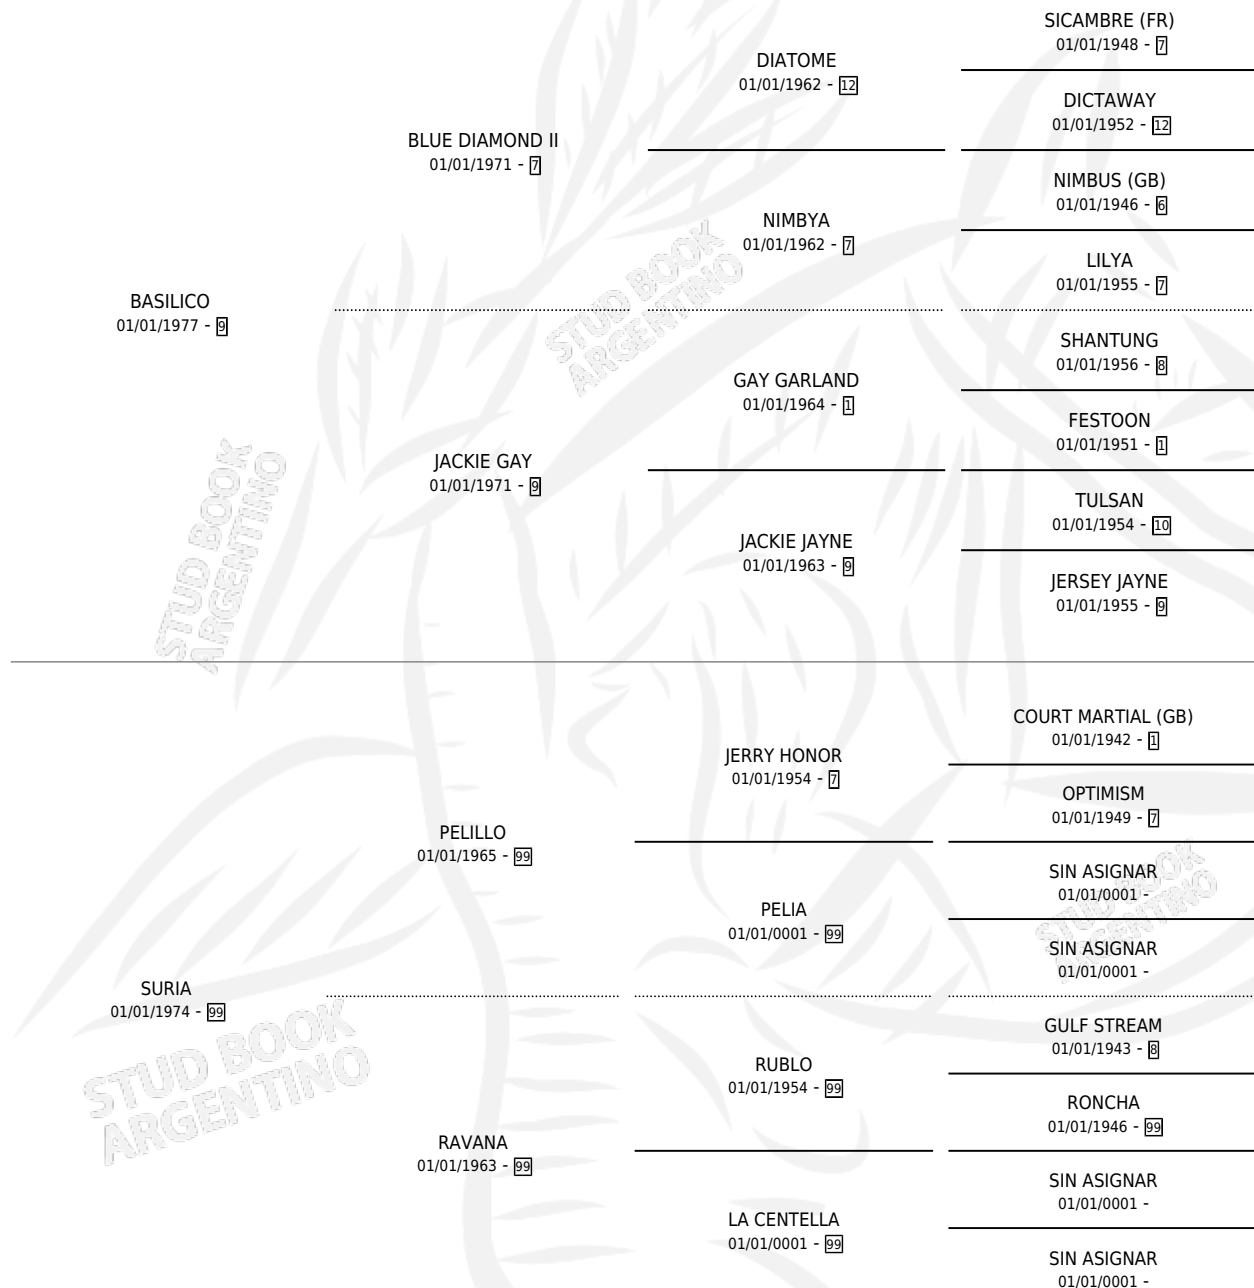 SICAMBRE (FR)
01/01/1948 - 7
DIATOME
01/01/1962 - 12
DICTAWAY
01/01/1952 - 12
BLUE DIAMOND II
01/01/1971 - 7
NIMBUS (GB)
01/01/1946 - 6
NIMBYA
01/01/1962 - 7
LILYA
01/01/1955 - 7
BASILICO
01/01/1977 - 9
SHANTUNG
01/01/1956 - 8
GAY GARLAND
01/01/1964 - 1
FESTOON
01/01/1951 - 1
JACKIE GAY
01/01/1971 - 9
TULSAN
01/01/1954 - 10
JACKIE JAYNE
01/01/1963 - 9
JERSEY JAYNE
01/01/1955 - 9
COURT MARTIAL (GB)
01/01/1942 - 1
JERRY HONOR
01/01/1954 - 7
OPTIMISM
01/01/1949 - 7
PELILLO
01/01/1965 - 99
SIN ASIGNAR
01/01/0001 -
PELIA
01/01/0001 - 99
SIN ASIGNAR
01/01/0001 -
SURIA
01/01/1974 - 99
GULF STREAM
01/01/1943 - 8
RUBLO
01/01/1954 - 99
RONCHA
01/01/1946 - 99
RAVANA
01/01/1963 - 99
SIN ASIGNAR
01/01/0001 -
LA CENTELLA
01/01/0001 - 99
SIN ASIGNAR
01/01/0001 -
STUD BOOK
ARGENTINO
STUD BOOK
ARGENTINO
STUD BOOK
ARGENTINO
STUD BOOK
ARGENTINO